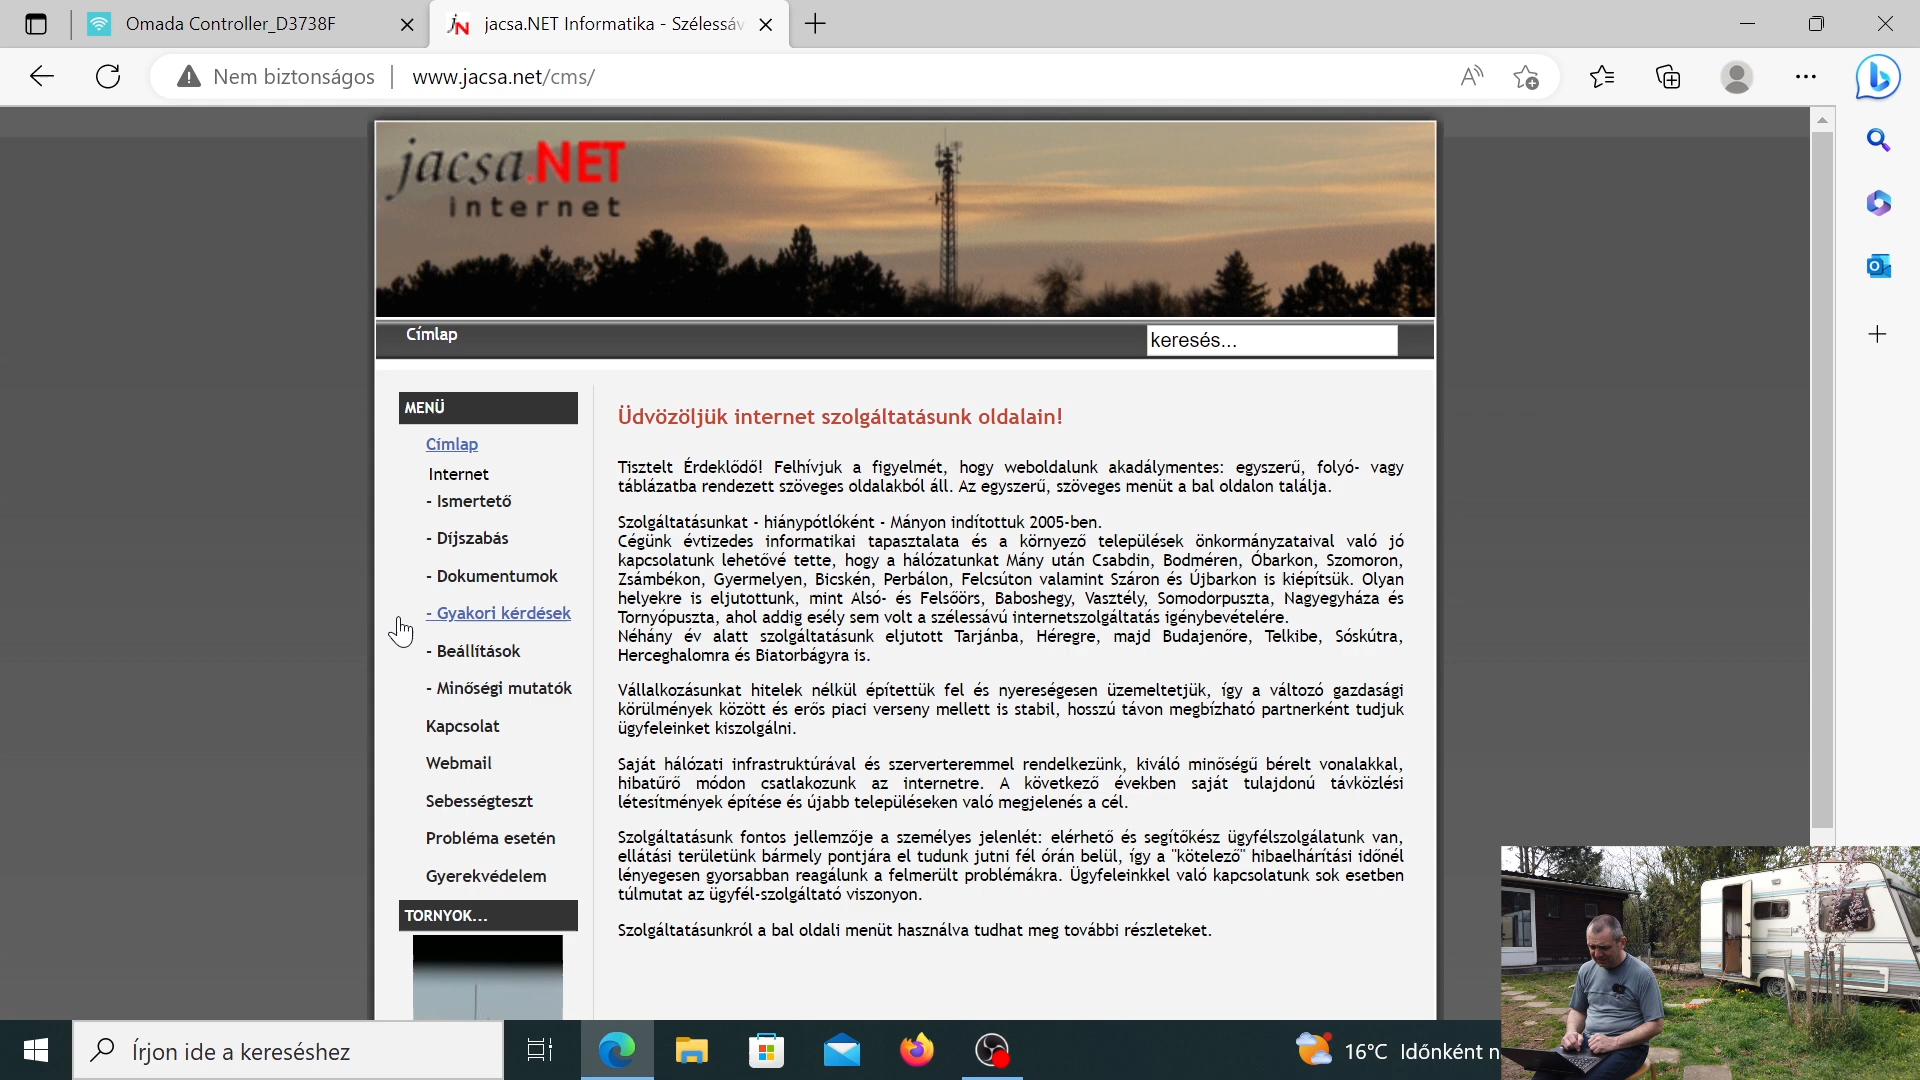 Omada Controller_D3738F
jacsa.NET Informatika - Szélessáv
Nem biztonságos
www.jacsa.net/cms/
jacsa.NET
internet
Címlap
keresés...
MENÜ
Címlap
Internet
- Ismertető
- Díjszabás
- Dokumentumok
- Gyakori kérdések
- Beállítások
- Minőségi mutatók
Kapcsolat
Webmail
Sebességteszt
Probléma esetén
Gyerekvédelem
TORNYOK...
Üdvözöljük internet szolgáltatásunk oldalain!
Tisztelt Érdeklődő! Felhívjuk a figyelmét, hogy weboldalunk akadálymentes: egyszerű, folyó- vagy
táblázatba rendezett szöveges oldalakból áll. Az egyszerű, szöveges menüt a bal oldalon találja.
Szolgáltatásunkat - hiánypótlóként - Mányon indítottuk 2005-ben.
Cégünk évtizedes informatikai tapasztalata és a környező települések önkormányzataival való jó
kapcsolatunk lehetővé tette, hogy a hálózatunkat Mány után Csabdin, Bodméren, Óbarkon, Szomoron,
Zsámbékon, Gyermelyen, Bicskén, Perbálon, Felcsúton valamint Száron és Újbarkon is kiépítsük. Olyan
helyekre is eljutottunk, mint Alsó- és Felsőörs, Baboshegy, Vasztély, Somodorpuszta, Nagyegyháza és
Tornyópuszta, ahol addig esély sem volt a szélessávú internetszolgáltatás igénybevételére.
Néhány év alatt szolgáltatásunk eljutott Tarjánba, Héregre, majd Budajenőre, Telkibe, Sóskútra,
Herceghalomra és Biatorbágyra is.
Vállalkozásunkat hitelek nélkül építettük fel és nyereségesen üzemeltetjük, így a változó gazdasági
körülmények között és erős piaci verseny mellett is stabil, hosszú távon megbízható partnerként tudjuk
ügyfeleinket kiszolgálni.
Saját hálózati infrastruktúrával és szerverteremmel rendelkezünk, kiváló minőségű bérelt vonalakkal,
hibatűrő módon csatlakozunk az internetre. A következő években saját tulajdonú távközlési
létesítmények építése és újabb településeken való megjelenés a cél.
Szolgáltatásunk fontos jellemzője a személyes jelenlét: elérhető és segítőkész ügyfélszolgálatunk van,
ellátási területünk bármely pontjára el tudunk jutni fél órán belül, így a "kötelező" hibaelhárítási időnél
lényegesen gyorsabban reagálunk a felmerült problémákra. Ügyfeleinkkel való kapcsolatunk sok esetben
túlmutat az ügyfél-szolgáltató viszonyon.
Szolgáltatásunkról a bal oldali menüt használva tudhat meg további részleteket.
Írjon ide a kereséshez
16°C Időnként n